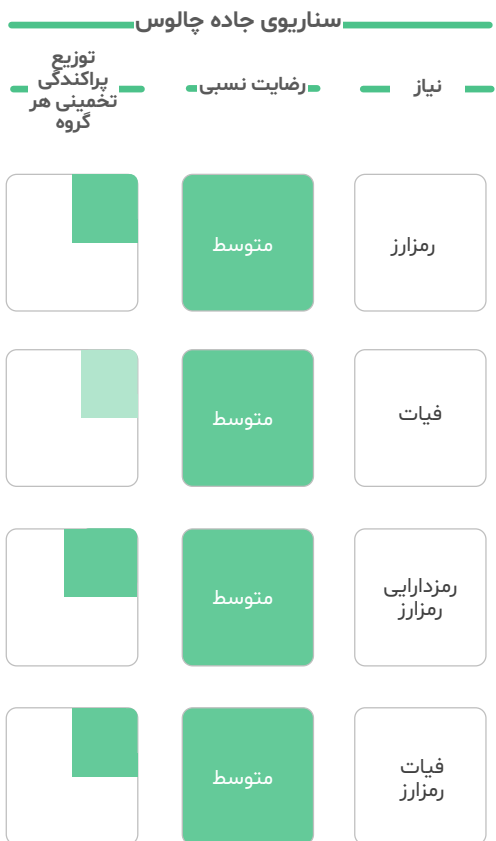 سناریوی جاده چالوس
نیاز
رضایت نسبی
توزیع
پراکندگی
تخمینی هر
گروه
رمزارز
متوسط
فیات
متوسط
رمزدارایی
رمزارز
متوسط
فیات
رمزارز
متوسط